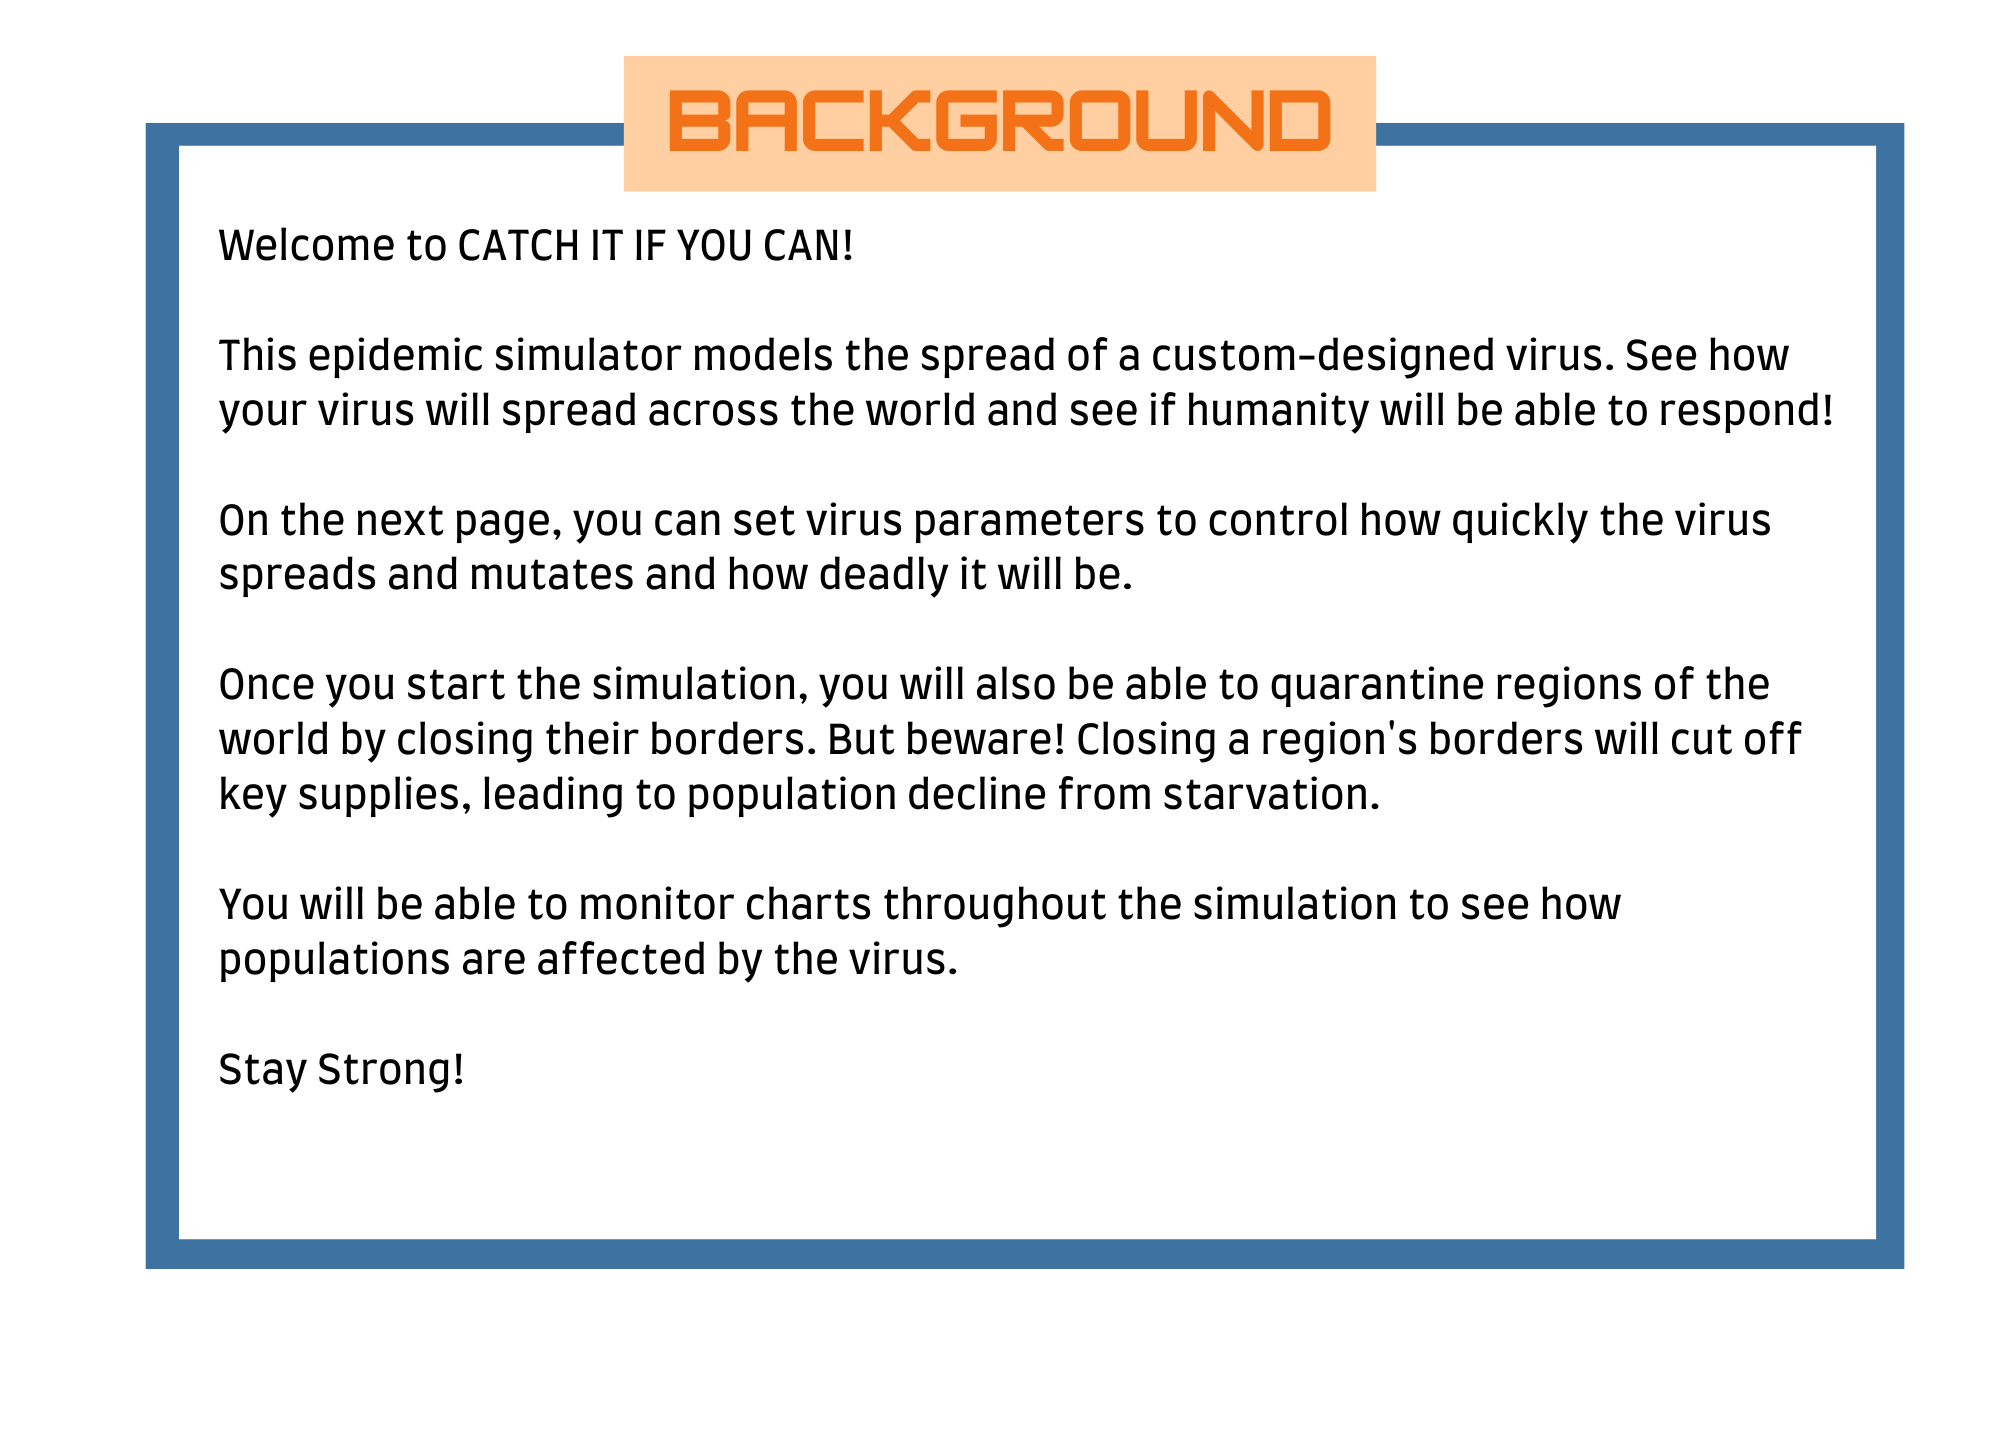 BACKGROUND
Welcome to CATCH IT IF YOU CAN!
This epidemic simulator models the spread of a custom-designed virus. See how
your virus will spread across the world and see if humanity will be able to respond!
On the next page, you can set virus parameters to control how quickly the virus
spreads and mutates and how deadly it will be.
Once you start the simulation, you will also be able to quarantine regions of the
world by closing their borders. But beware! Closing a region's borders will cut off
key supplies, leading to population decline from starvation.
You will be able to monitor charts throughout the simulation to see how
populations are affected by the virus.
Stay Strong!